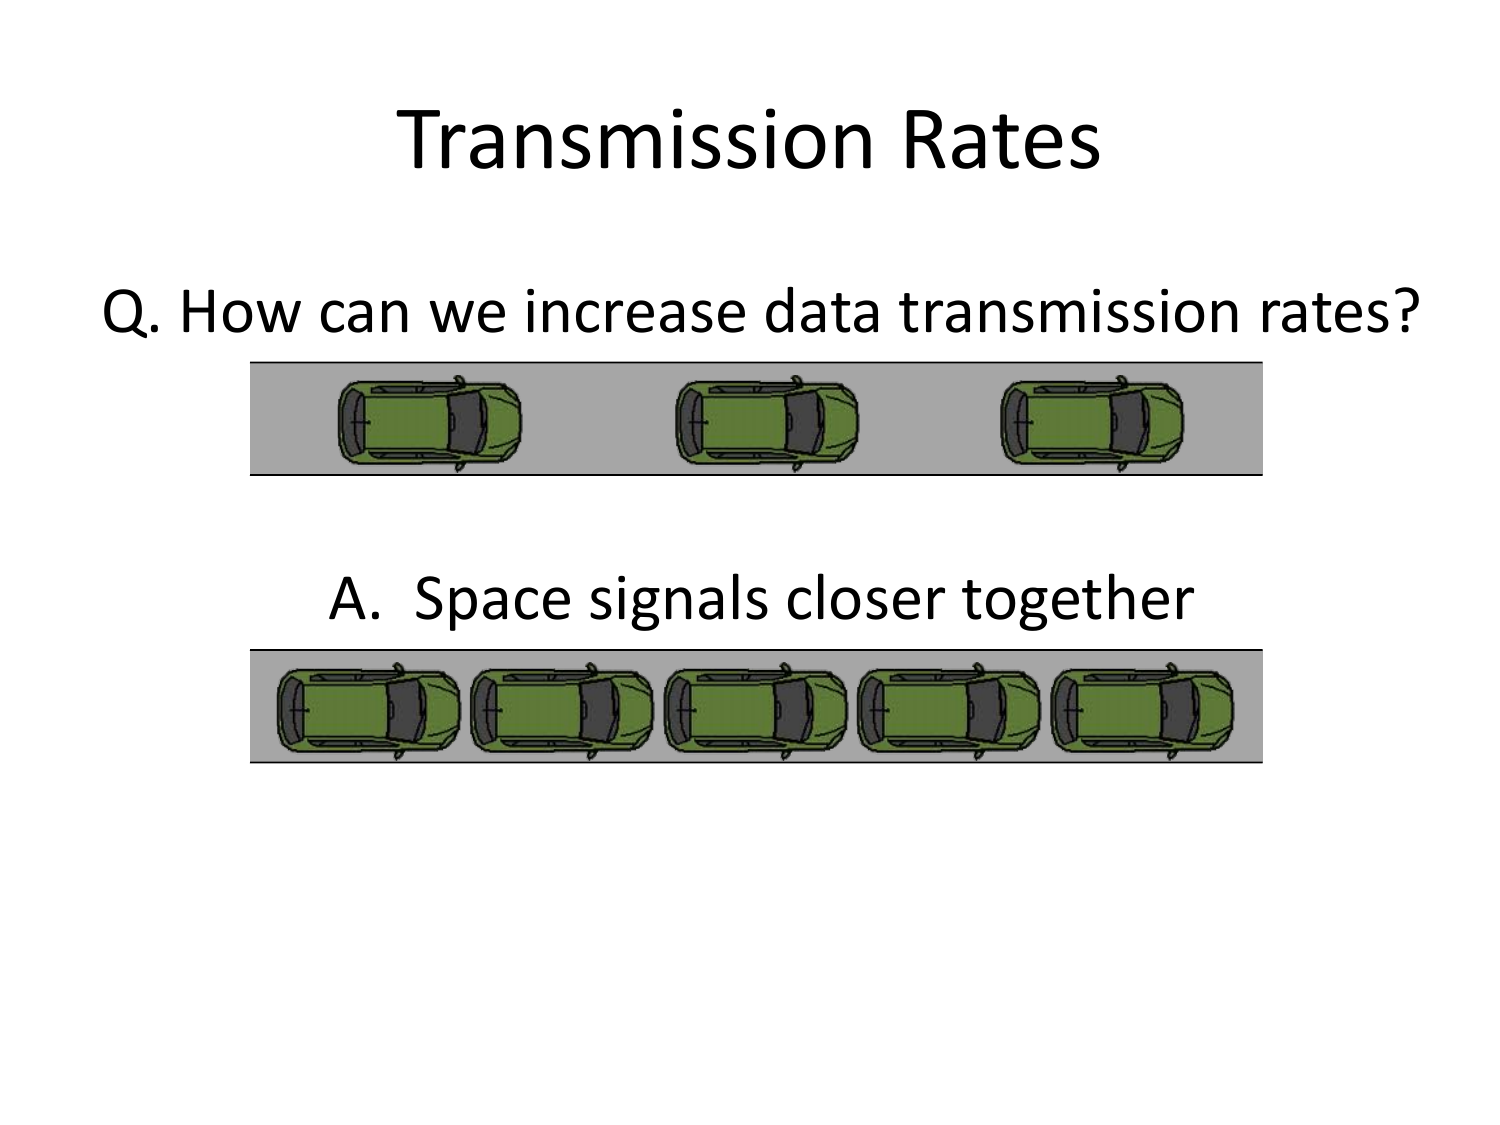 Transmission Rates
Q. How can we increase data transmission rates?
A. Space signals closer together